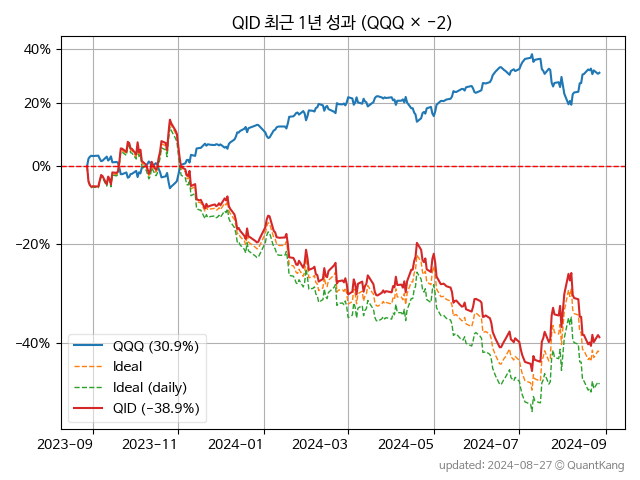 QID 최근 1년 성과 (QQQ × −2)
40%
20%
0%
−20%
−40%
QQQ (30.9%)
Ideal
Ideal (daily)
QID (−38.9%)
2023−09 2023−11 2024−01 2024−03 2024−05 2024−07 2024−09
updated: 2024-08-27 © QuantKang